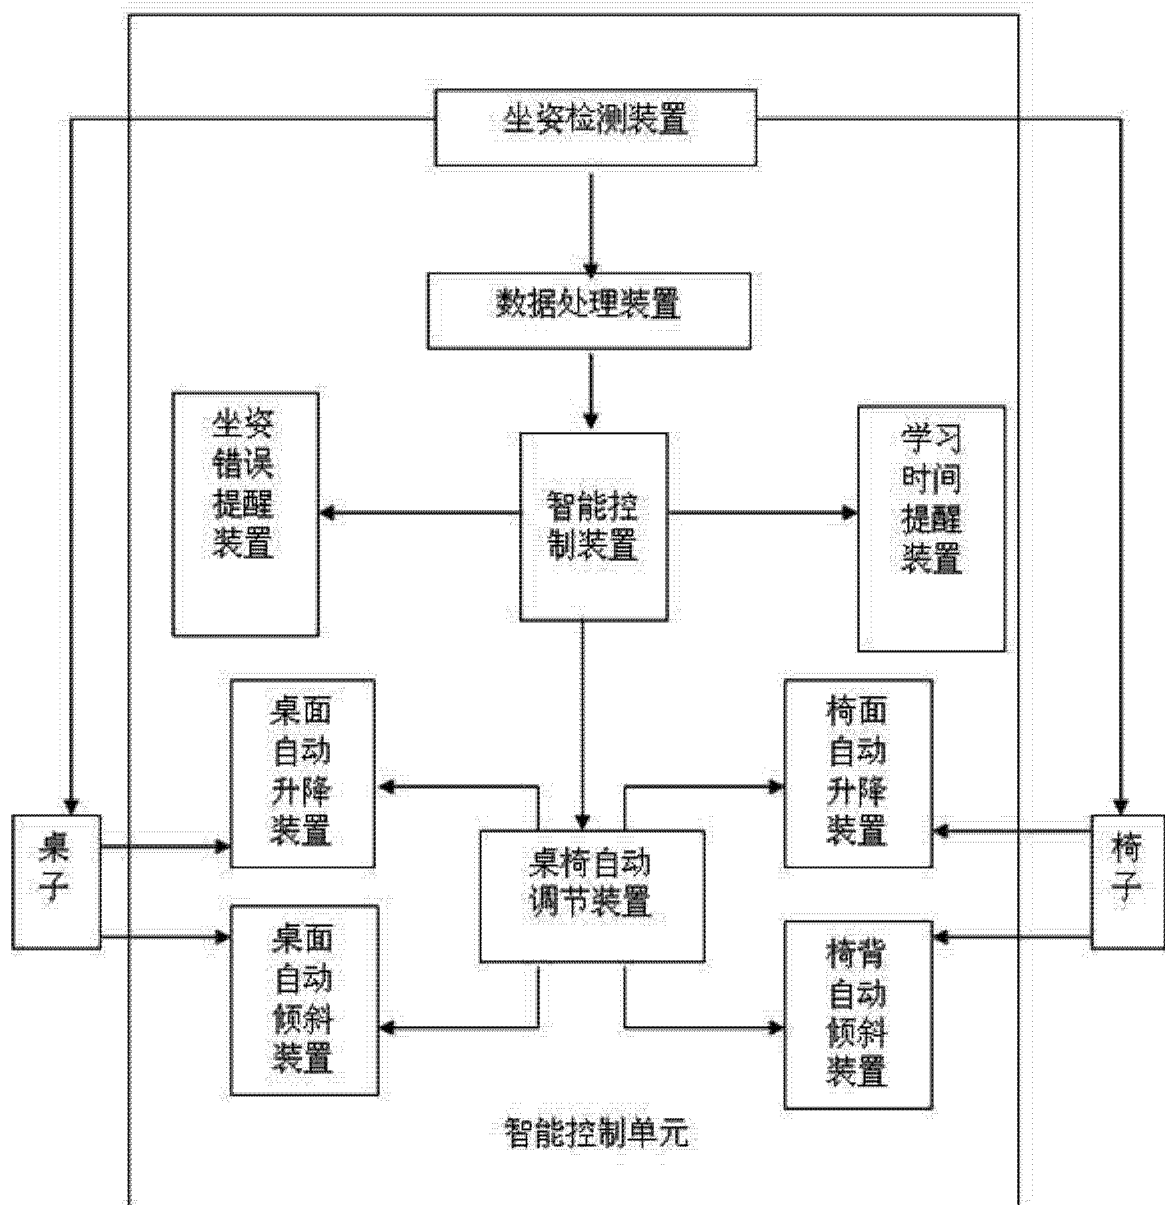 坐姿检测装置
数据处理装置
坐姿
错误
提醒
装置
智能控
制装置
学习
时间
提醒
装置
桌面
自动
升降
装置
椅面
自动
升降
装置
桌
子
桌椅自动
调节装置
椅
子
桌面
自动
倾斜
装置
椅背
自动
倾斜
装置
智能控制单元